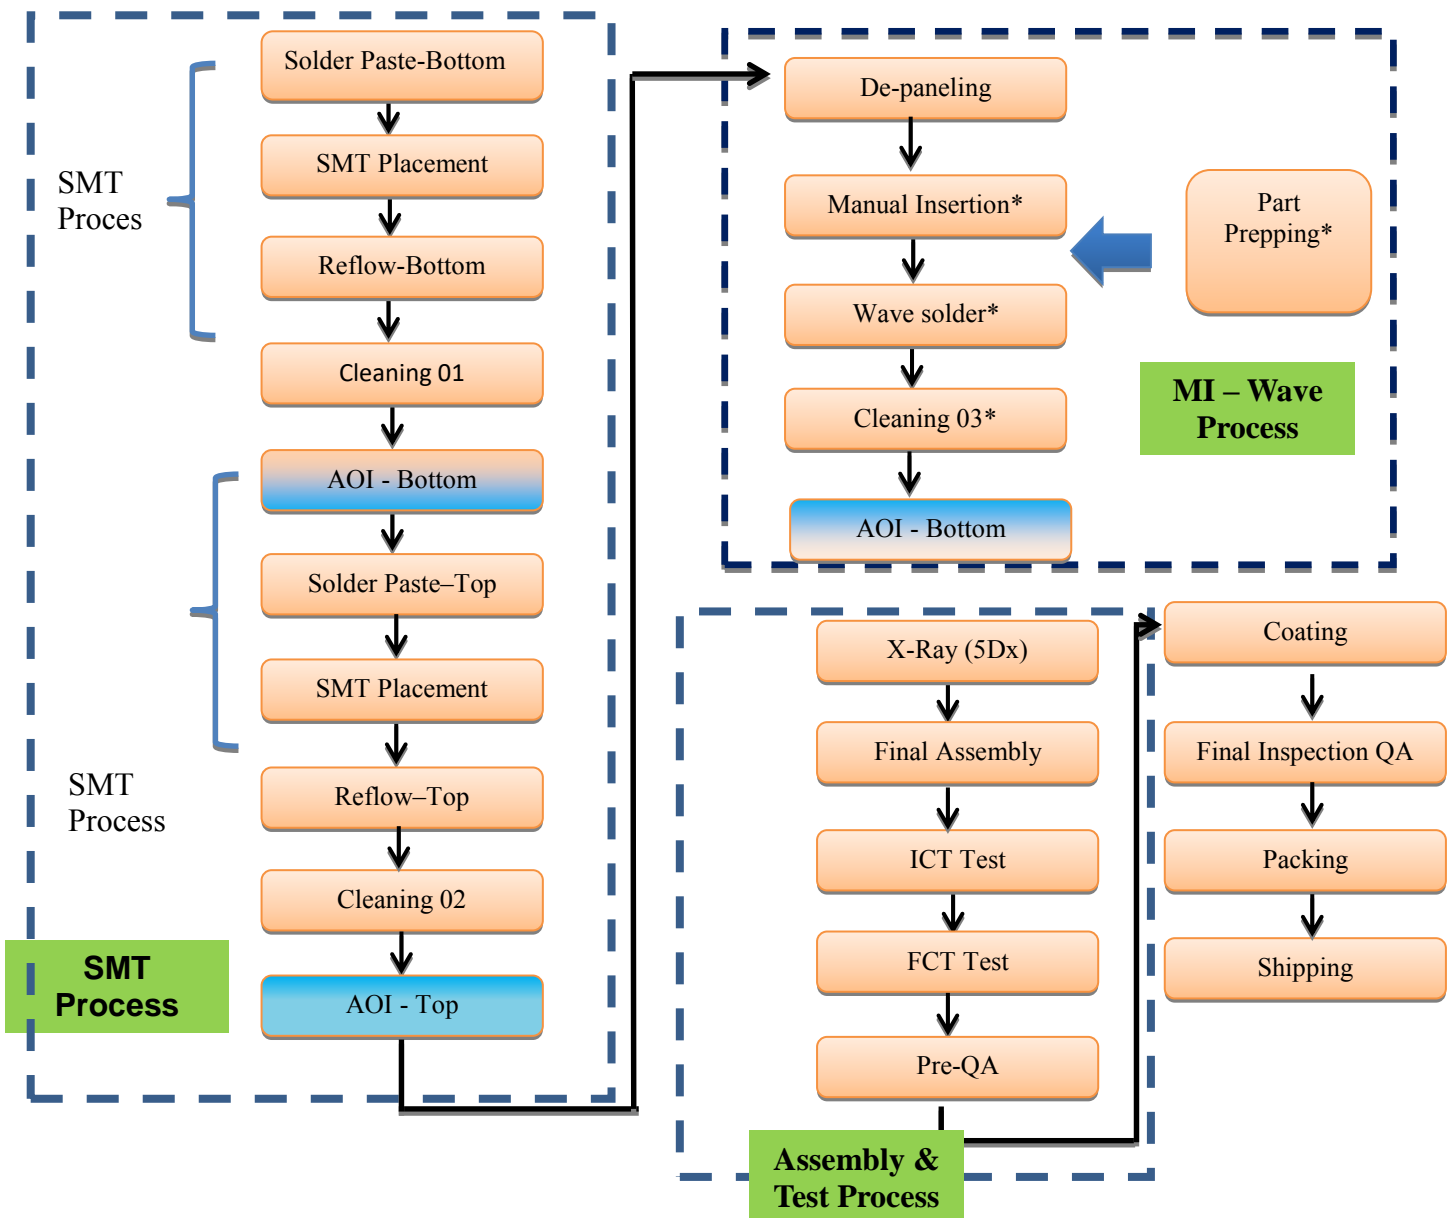 Solder Paste-Bottom
SMT Placement
SMT
Proces
Reflow-Bottom
Cleaning 01
AOI - Bottom
Solder Paste–Top
SMT Placement
SMT
Process
Reflow–Top
Cleaning 02
SMT
Process
AOI - Top
De-paneling
Manual Insertion*
Part
Prepping*
Wave solder*
Cleaning 03*
MI – Wave
Process
AOI - Bottom
X-Ray (5Dx)
Final Assembly
ICT Test
FCT Test
Pre-QA
Assembly &
Test Process
Coating
Final Inspection QA
Packing
Shipping